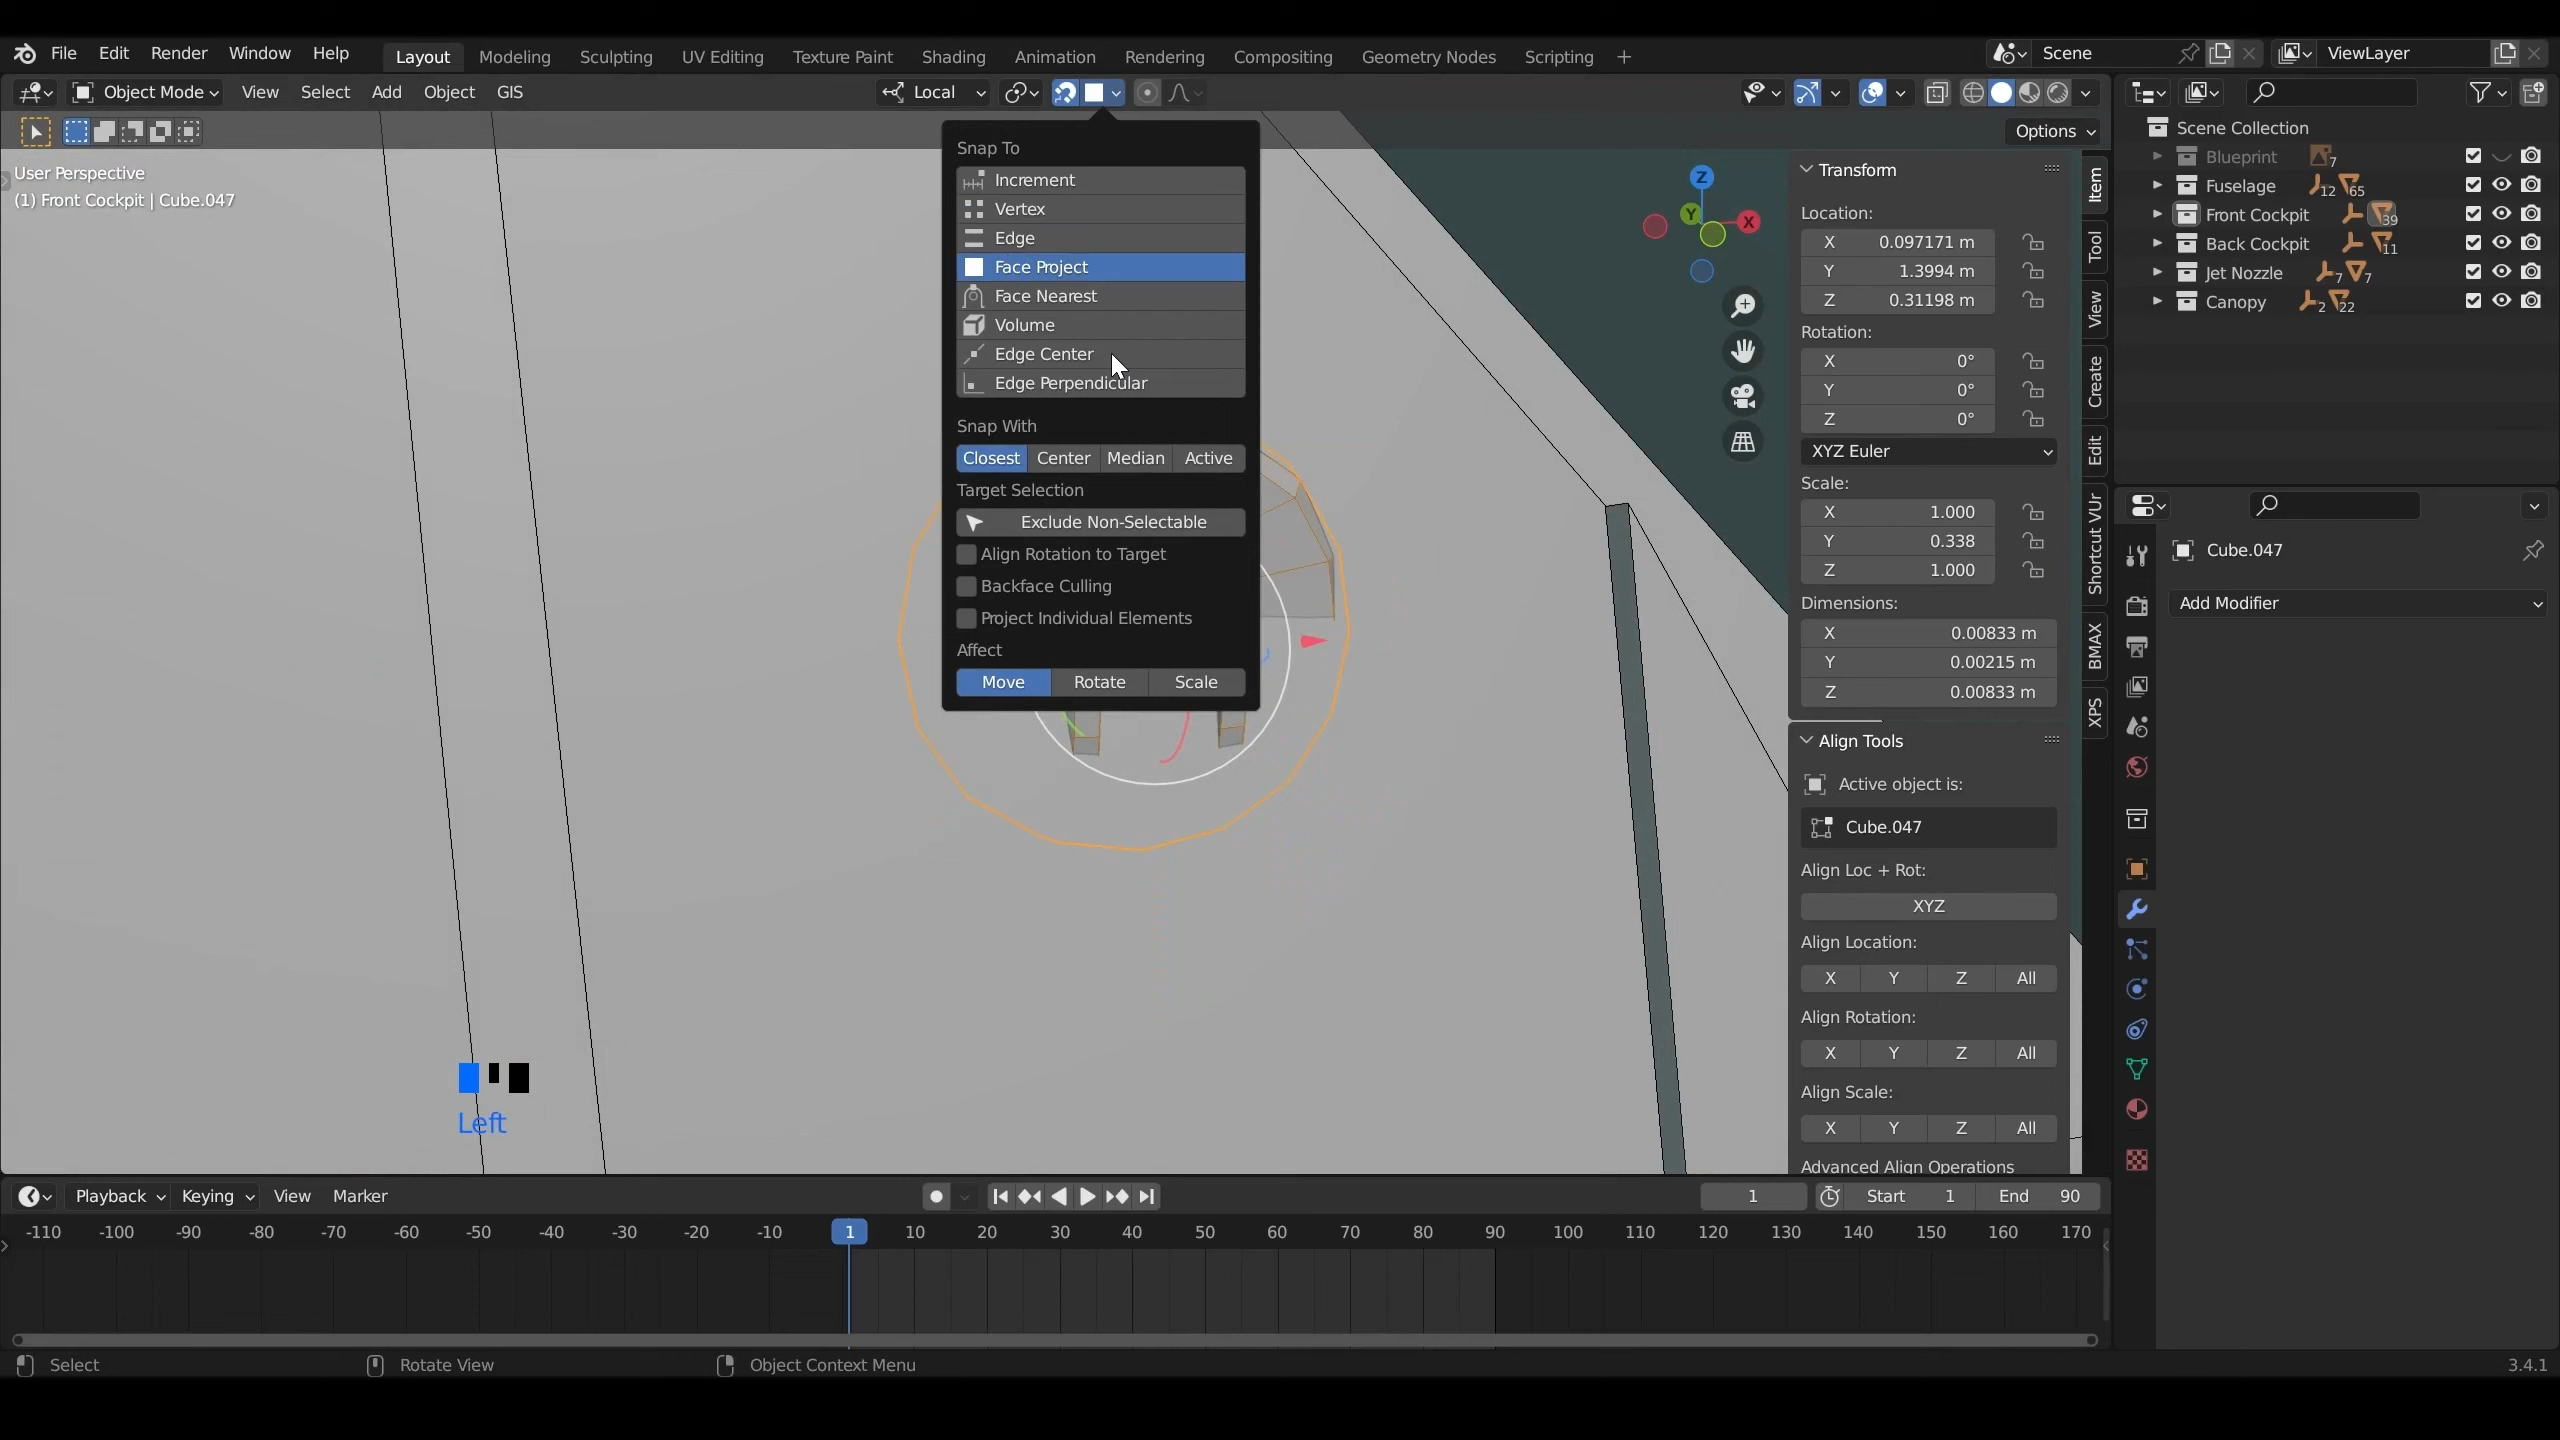 File Edit Render Window Help Layout Modeling Sculpting UV Editing Texture Paint Shading Animation Rendering Compositing Geometry Nodes Scripting + Scene ViewLayer
Object Mode View Select Add Object GIS Local
Options
User Perspective
(1) Front Cockpit | Cube.047
Snap To
Increment
Vertex
Edge
Face Project
Face Nearest
Volume
Edge Center
Edge Perpendicular
Snap With
Closest Center Median Active
Target Selection
Exclude Non-Selectable
Align Rotation to Target
Backface Culling
Project Individual Elements
Affect
Move Rotate Scale
Z
Y
X
Transform
Location:
X 0.097171 m
Y 1.3994 m
Z 0.31198 m
Rotation:
X 0°
Y 0°
Z 0°
XYZ Euler
Scale:
X 1.000
Y 0.338
Z 1.000
Dimensions:
X 0.00833 m
Y 0.00215 m
Z 0.00833 m
Align Tools
Active object is:
Cube.047
Align Loc + Rot:
XYZ
Align Location:
X Y Z All
Align Rotation:
X Y Z All
Align Scale:
X Y Z All
Advanced Align Operations
Item
Tool
View
Create
Edit
Shortcut VUr
BMAX
XPS
Scene Collection
Blueprint 7
Fuselage 12 65
Front Cockpit 39
Back Cockpit 11
Jet Nozzle 7 7
Canopy 2 22
Cube.047
Add Modifier
Left
Playback Keying View Marker 1 Start 1 End 90
-110 -100 -90 -80 -70 -60 -50 -40 -30 -20 -10 1 10 20 30 40 50 60 70 80 90 100 110 120 130 140 150 160 170
Select Rotate View Object Context Menu 3.4.1